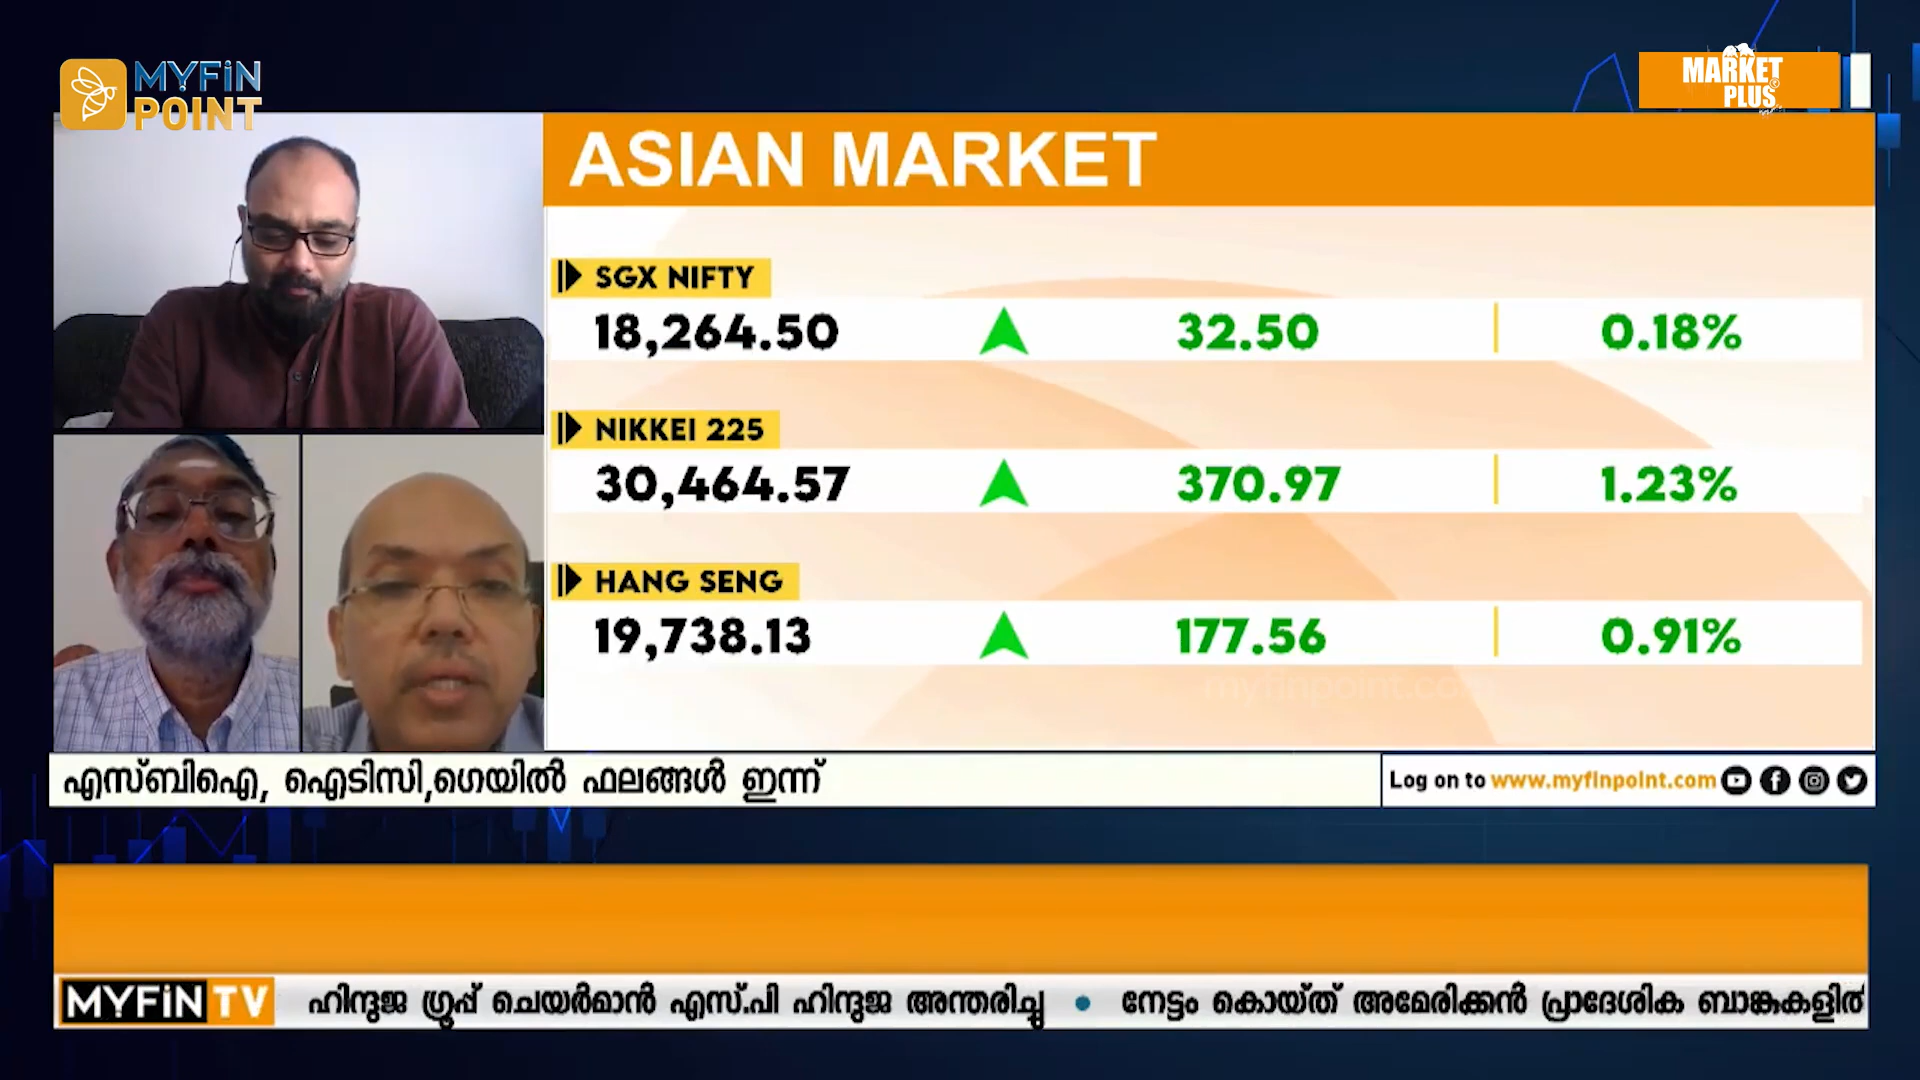 MYFiN
POINT
MARKET
PLUS
ASIAN MARKET
SGX NIFTY
18,264.50 32.50 0.18%
NIKKEI 225
30,464.57 370.97 1.23%
HANG SENG
19,738.13 177.56 0.91%
myfinpoint.com
എസ്ബിഐ, ഐടിസി,ഗെയിൽ ഫലങ്ങൾ ഇന്ന്
Log on to www.myfinpoint.com
MYFiN TV ഹിന്ദുജ ഗ്രൂപ്പ് ചെയർമാൻ എസ്.പി ഹിന്ദുജ അന്തരിച്ചു • നേട്ടം കൊയ്ത് അമേരിക്കൻ പ്രാദേശിക